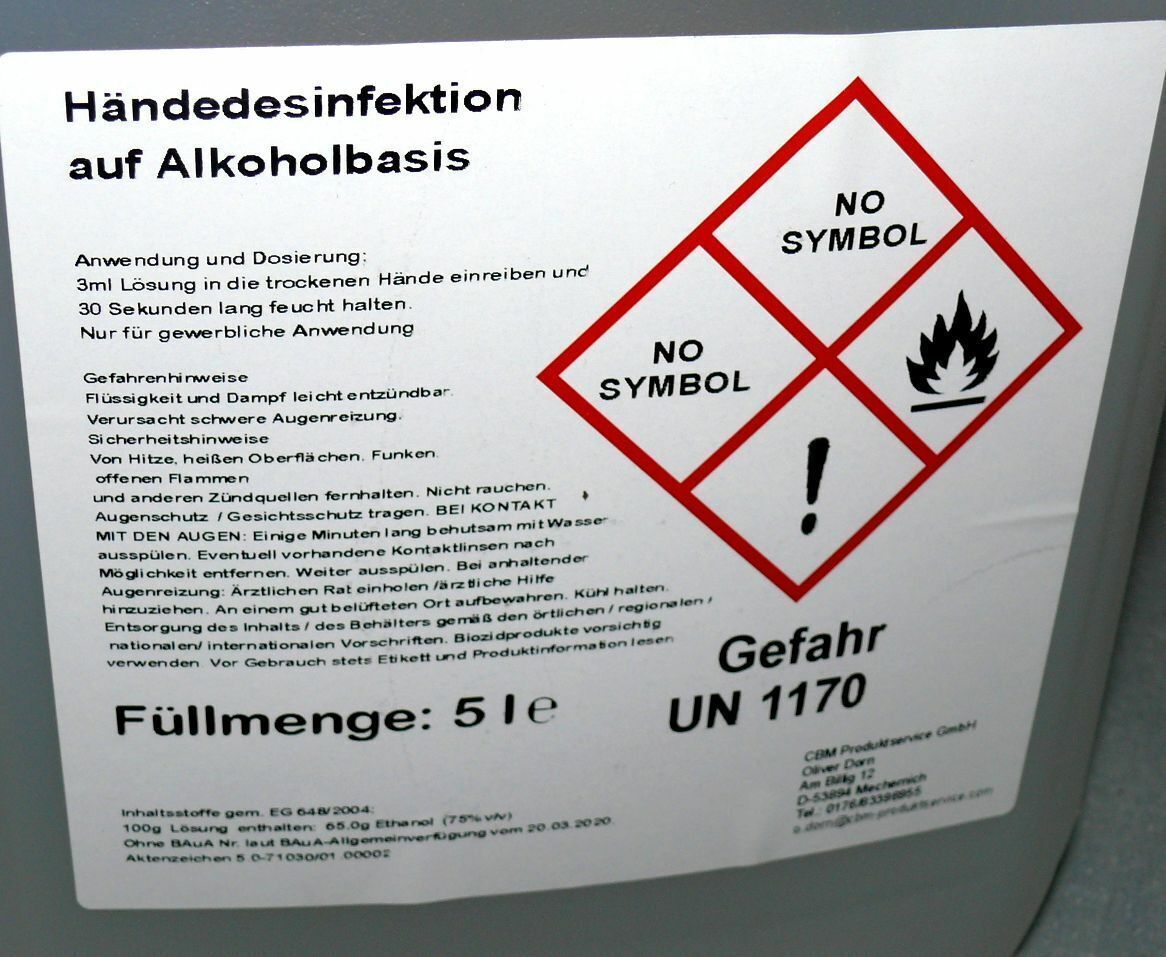 Händedesinfektion
auf Alkoholbasis
Anwendung und Dosierung:
3ml Lösung in die trockenen Hände einreiben und
30 Sekunden lang feucht halten.
Nur für gewerbliche Anwendung
Gefahrenhinweise
Flüssigkeit und Dampf leicht entzündbar.
Verursacht schwere Augenreizung.
Sicherheitshinweise
Von Hitze, heißen Oberflächen. Funken.
offenen Flammen
und anderen Zündquellen fernhalten. Nicht rauchen.
Augenschutz / Gesichtsschutz tragen. BEI KONTAKT
MIT DEN AUGEN: Einige Minuten lang behutsam mit Wasser
ausspülen. Eventuell vorhandene Kontaktlinsen nach
Möglichkeit entfernen. Weiter ausspülen. Bei anhaltender
Augenreizung: Ärztlichen Rat einholen /ärztliche Hilfe
hinzuziehen. An einem gut belüfteten Ort aufbewahren. Kühl halten.
Entsorgung des Inhalts / des Behälters gemäß den örtlichen / regionalen /
nationalen/ internationalen Vorschriften. Biozidprodukte vorsichtig
verwenden. Vor Gebrauch stets Etikett und Produktinformation lesen
Füllmenge: 5 l ℮
Inhaltsstoffe gem. EG 648/2004:
100g Lösung enthalten: 65.0g Ethanol (75% v/v)
Ohne BAuA Nr. laut BAuA-Allgemeinverfügung vom 20.03.2020
Aktenzeichen 5.0-71030/01.00002
NO
SYMBOL
NO
SYMBOL
!
Gefahr
UN 1170
CBM Produktservice GmbH
Oliver Dorn
Am Billig 12
D-53894 Mechernich
Tel.: 0176/83396955
o.dorn@cbm-produktservice.com